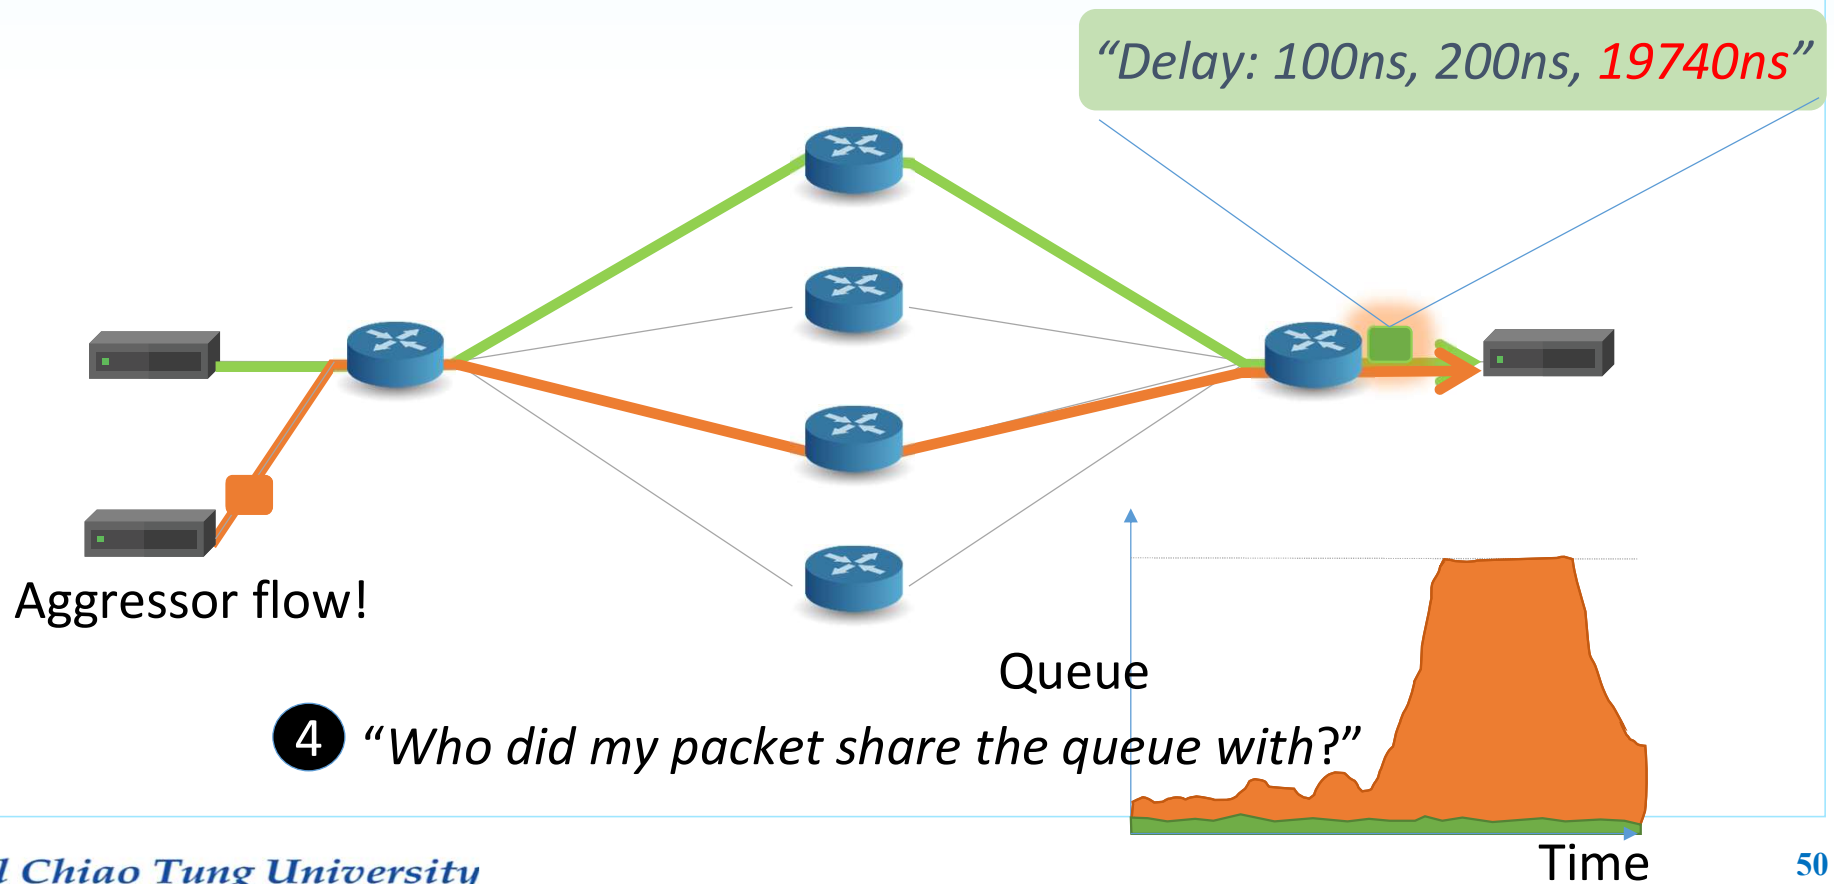 “Delay: 100ns, 200ns, 19740ns”
Aggressor flow!
Queue
4 “Who did my packet share the queue with?”
Time
Chiao Tung University
50